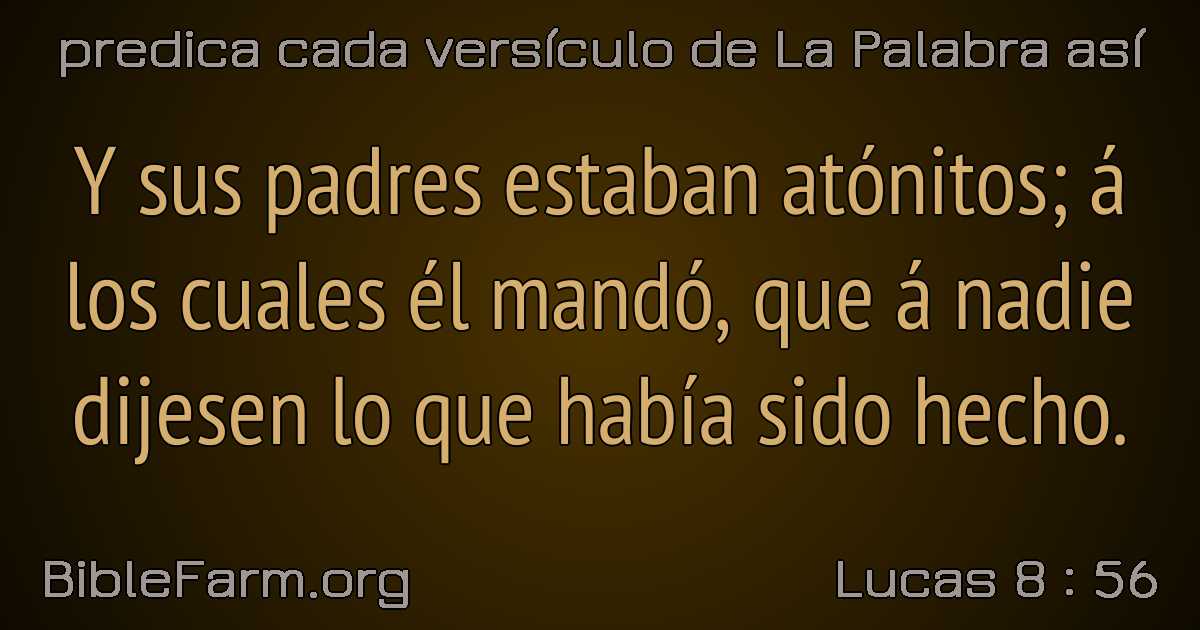 predica cada versículo de La Palabra así
Y sus padres estaban atónitos; á
los cuales él mandó, que á nadie
dijesen lo que había sido hecho.
BibleFarm.org
Lucas 8 : 56